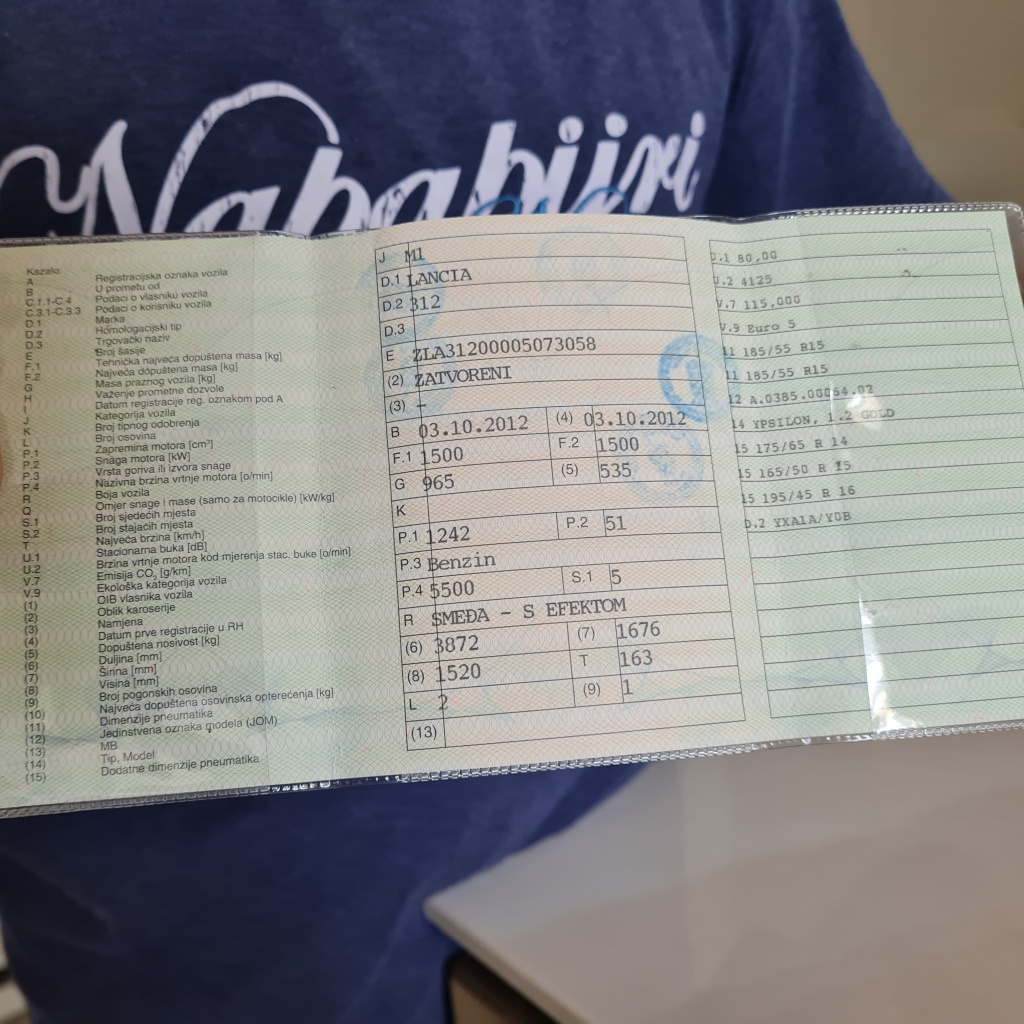 Napapijri
Kazalo:
A Registracijska oznaka vozila
B U prometu od
C.1.1-C.4 Podaci o vlasniku vozila
C.3.1-C.3.3 Podaci o korisniku vozila
D.1 Marka
D.2 Homologacijski tip
D.3 Trgovački naziv
E Broj šasije
F.1 Tehnička najveća dopuštena masa [kg]
F.2 Najveća dopuštena masa [kg]
G Masa praznog vozila [kg]
H Važenje prometne dozvole
I Datum registracije reg. oznakom pod A
J Kategorija vozila
K Broj tipnog odobrenja
L Broj osovina
P.1 Zapremina motora [cm³]
P.2 Snaga motora [kW]
P.3 Vrsta goriva ili izvora snage
P.4 Nazivna brzina vrtnje motora [o/min]
R Boja vozila
Q Omjer snage i mase (samo za motocikle) [kW/kg]
S.1 Broj sjedećih mjesta
S.2 Broj stajaćih mjesta
T Najveća brzina [km/h]
U.1 Stacionarna buka [dB]
U.2 Brzina vrtnje motora kod mjerenja stac. buke [o/min]
V.7 Emisija CO₂ [g/km]
V.9 Ekološka kategorija vozila
(1) OIB vlasnika vozila
(2) Oblik karoserije
(3) Namjena
(4) Datum prve registracije u RH
(5) Dopuštena nosivost [kg]
(6) Duljina [mm]
(7) Širina [mm]
(8) Visina [mm]
(9) Broj pogonskih osovina
(10) Najveća dopuštena osovinska opterećenja [kg]
(11) Dimenzije pneumatika
(12) Jedinstvena oznaka modela (JOM)
(13) MB
(14) Tip, Model
(15) Dodatne dimenzije pneumatika
J M1
D.1 LANCIA
D.2 312
D.3
E ZLA31200005073058
(2) ZATVORENI
(3) –
B 03.10.2012 (4) 03.10.2012
F.1 1500 F.2 1500
G 965 (5) 535
K
P.1 1242 P.2 51
P.3 Benzin
P.4 5500 S.1 5
R SMEĐA - S EFEKTOM
(6) 3872 (7) 1676
(8) 1520 T 163
L 2 (9) 1
(13)
U.1 80,00
U.2 4125
V.7 115,000
V.9 Euro 5
11 185/55 R15
11 185/55 R15
12 A.0385.00064.02
14 YPSILON, 1.2 GOLD
15 175/65 R 14
15 165/50 R 15
15 195/45 R 16
D.2 YXA1A/Y0B